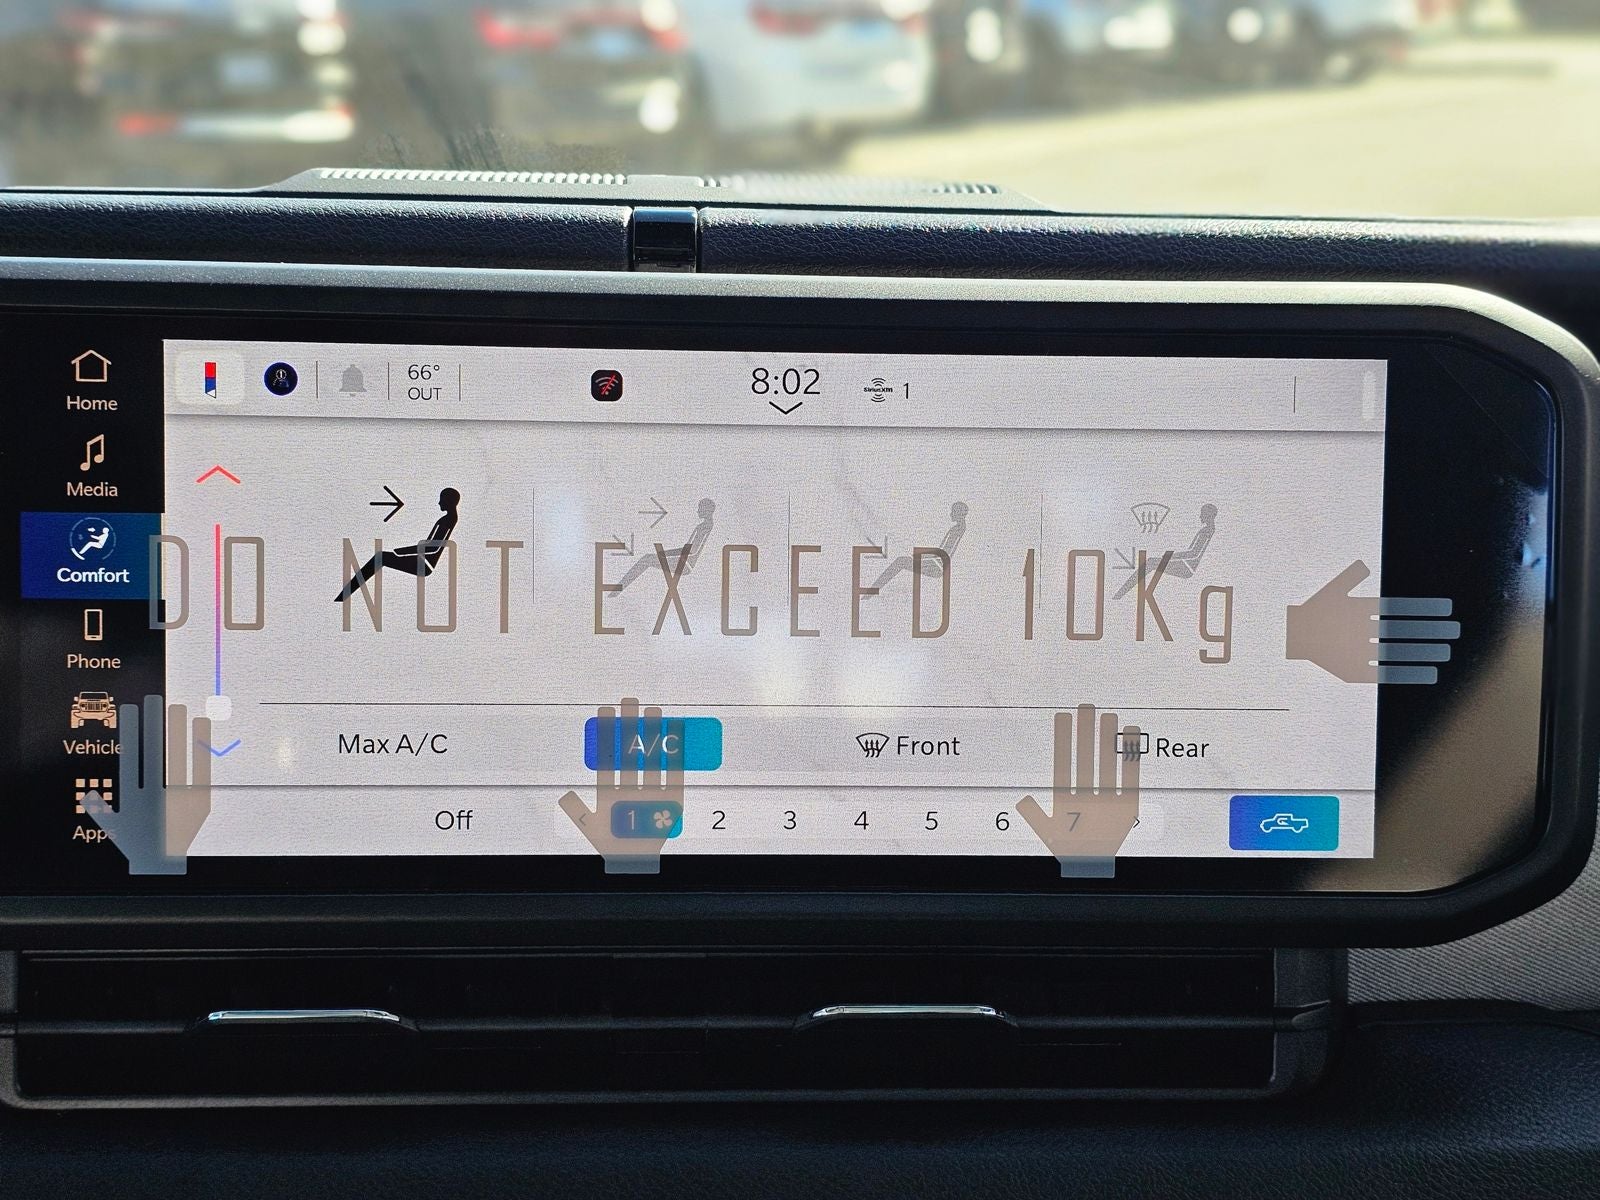 Home
66°
OUT
8:02
SiriusXM
1
Media
Comfort
DO NOT EXCEED 10Kg
Phone
Vehicle
Max A/C
A/C
Front
Rear
Apps
Off
1
2
3
4
5
6
7